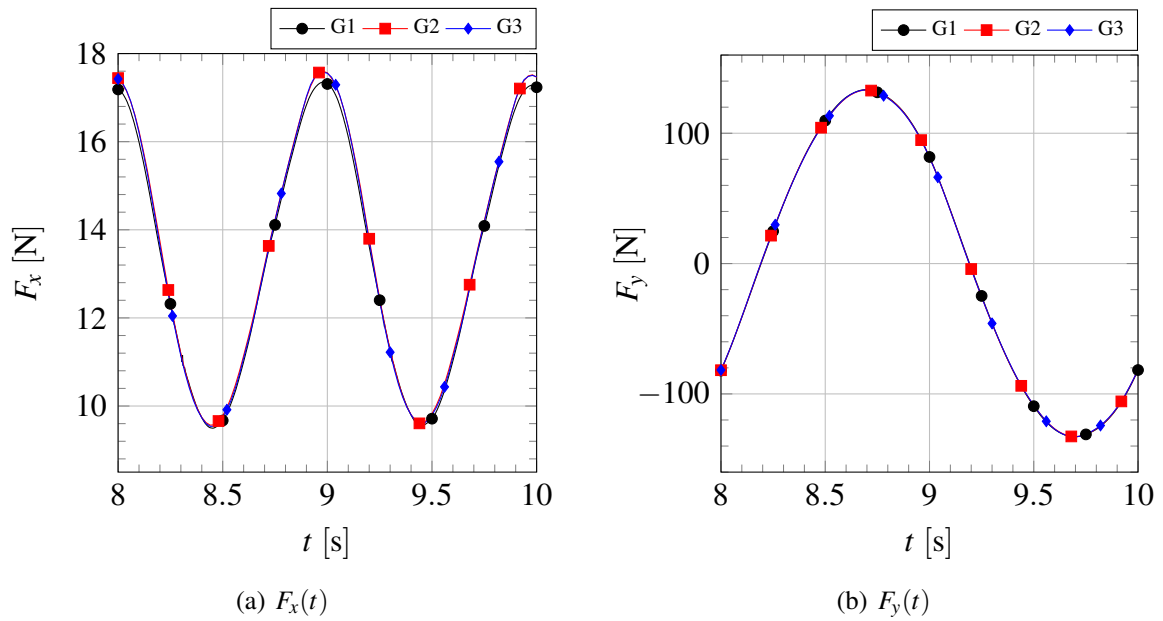 G1 G2 G3
18
16
14
12
10
F_x [N]
8 8.5 9 9.5 10
t [s]
(a) F_x(t)
G1 G2 G3
100
0
−100
F_y [N]
8 8.5 9 9.5 10
t [s]
(b) F_y(t)